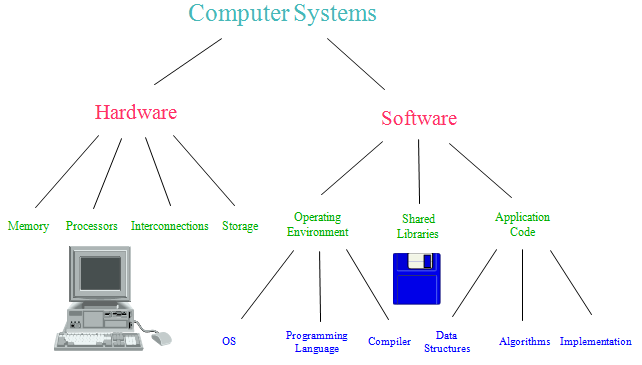 Computer Systems
Hardware
Software
Memory
Processors
Interconnections
Storage
Operating
Environment
Shared
Libraries
Application
Code
OS
Programming
Language
Compiler
Data
Structures
Algorithms
Implementation